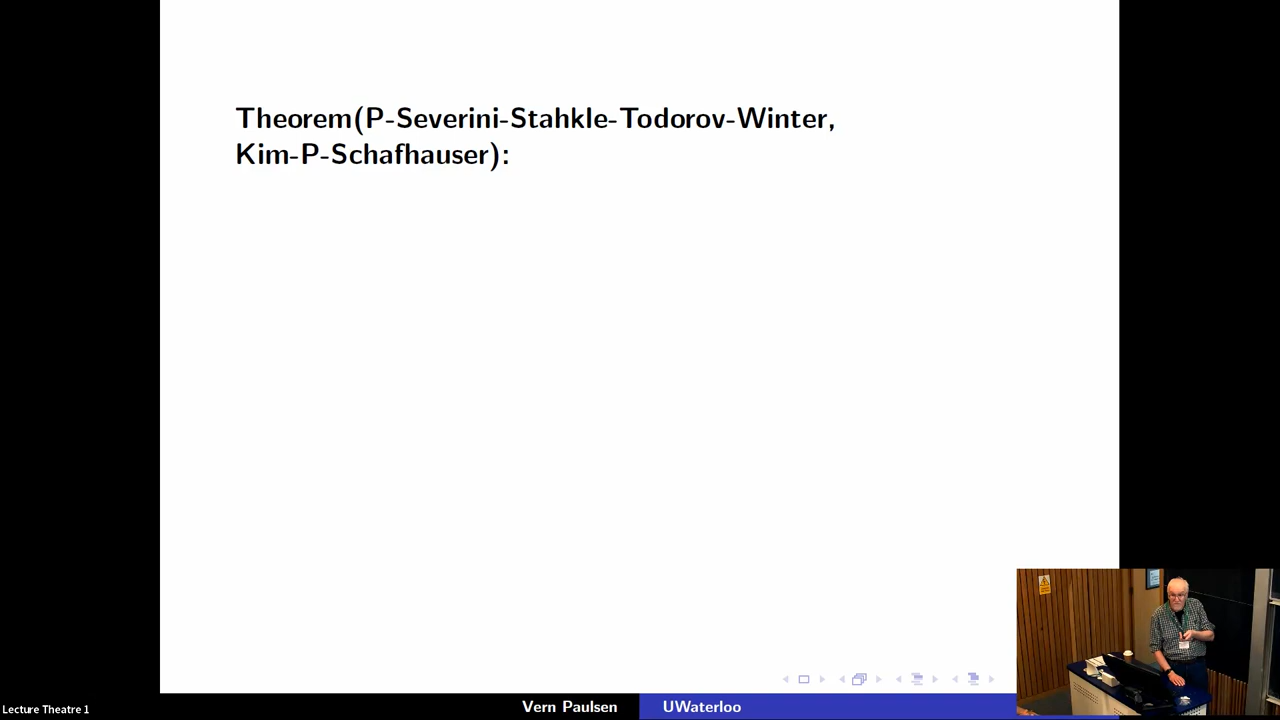 Theorem(P-Severini-Stahkle-Todorov-Winter,
Kim-P-Schafhauser):
Vern Paulsen UWaterloo
Lecture Theatre 1